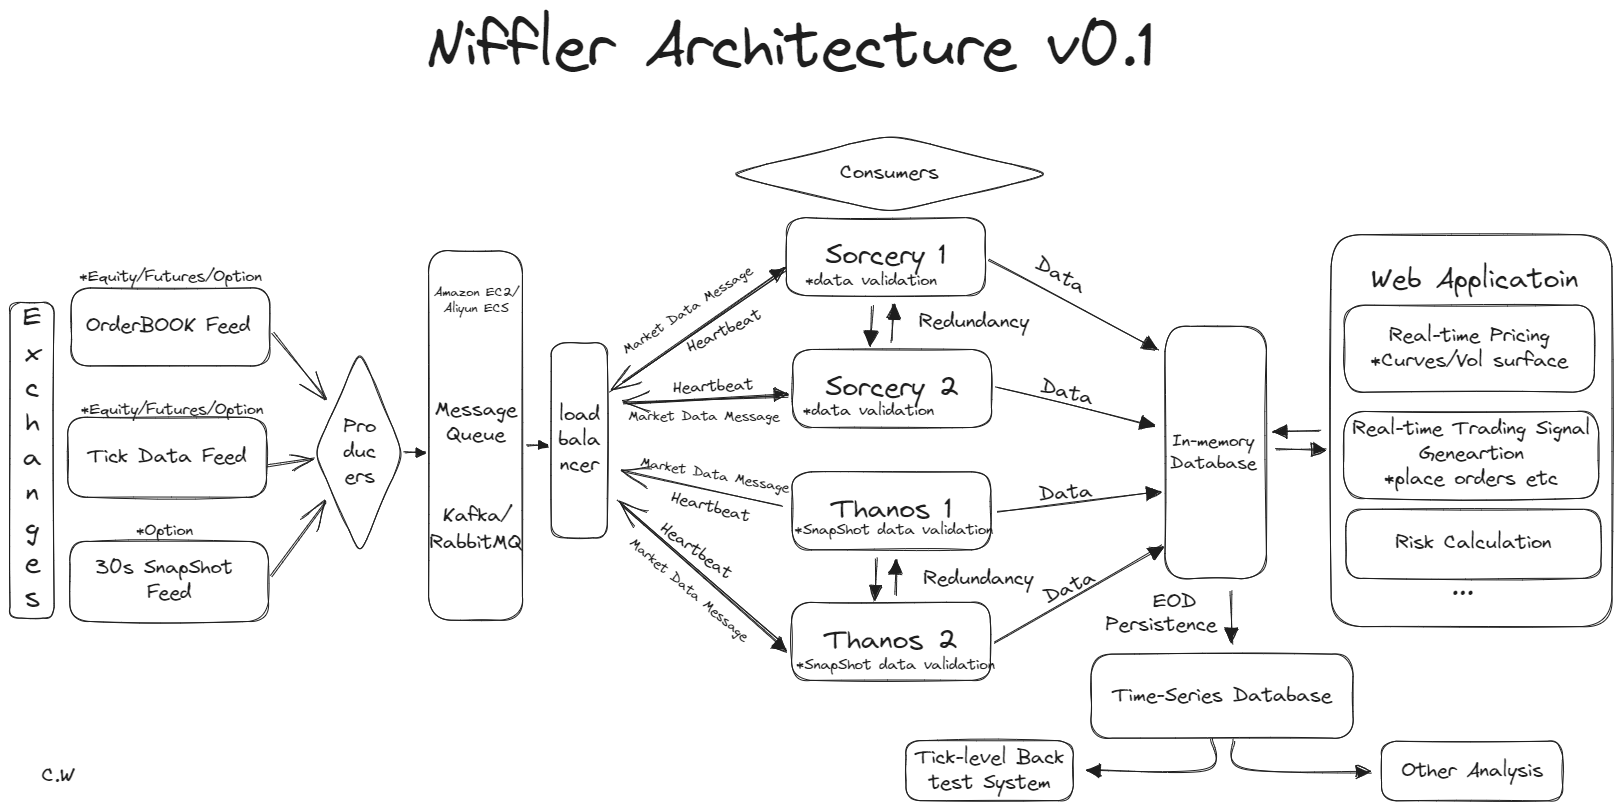 Niffler Architecture v0.1
Exchanges
*Equity/Futures/Option
OrderBOOK Feed
*Equity/Futures/Option
Tick Data Feed
*Option
30s SnapShot
Feed
Pro
duc
ers
Amazon EC2/
Aliyun ECS
Message
Queue
Kafka/
RabbitMQ
load
bala
ncer
Market Data Message
Heartbeat
Heartbeat
Market Data Message
Market Data Message
Heartbeat
Heartbeat
Market Data Message
Consumers
Sorcery 1
*data validation
Redundancy
Sorcery 2
*data validation
Thanos 1
*SnapShot data validation
Redundancy
Thanos 2
*SnapShot data validation
Data
Data
Data
Data
In-memory
Database
Web Applicatoin
Real-time Pricing
*Curves/Vol surface
Real-time Trading Signal
Geneartion
*place orders etc
Risk Calculation
...
EOD
Persistence
Time-Series Database
Tick-level Back
test System
Other Analysis
C.W